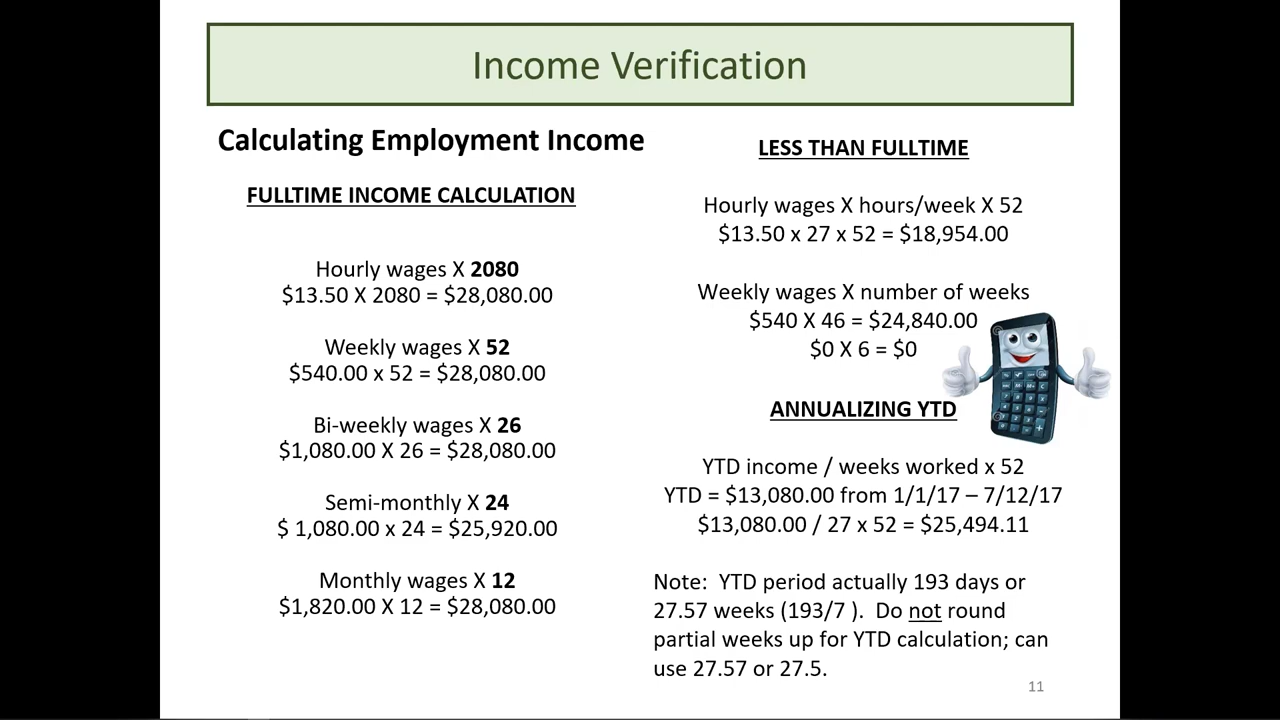 Income Verification
Calculating Employment Income
FULLTIME INCOME CALCULATION
Hourly wages X 2080
$13.50 X 2080 = $28,080.00
Weekly wages X 52
$540.00 x 52 = $28,080.00
Bi-weekly wages X 26
$1,080.00 X 26 = $28,080.00
Semi-monthly X 24
$ 1,080.00 x 24 = $25,920.00
Monthly wages X 12
$1,820.00 X 12 = $28,080.00
LESS THAN FULLTIME
Hourly wages X hours/week X 52
$13.50 x 27 x 52 = $18,954.00
Weekly wages X number of weeks
$540 X 46 = $24,840.00
$0 X 6 = $0
ANNUALIZING YTD
YTD income / weeks worked x 52
YTD = $13,080.00 from 1/1/17 – 7/12/17
$13,080.00 / 27 x 52 = $25,494.11
Note:  YTD period actually 193 days or
27.57 weeks (193/7 ).  Do not round
partial weeks up for YTD calculation; can
use 27.57 or 27.5.
11